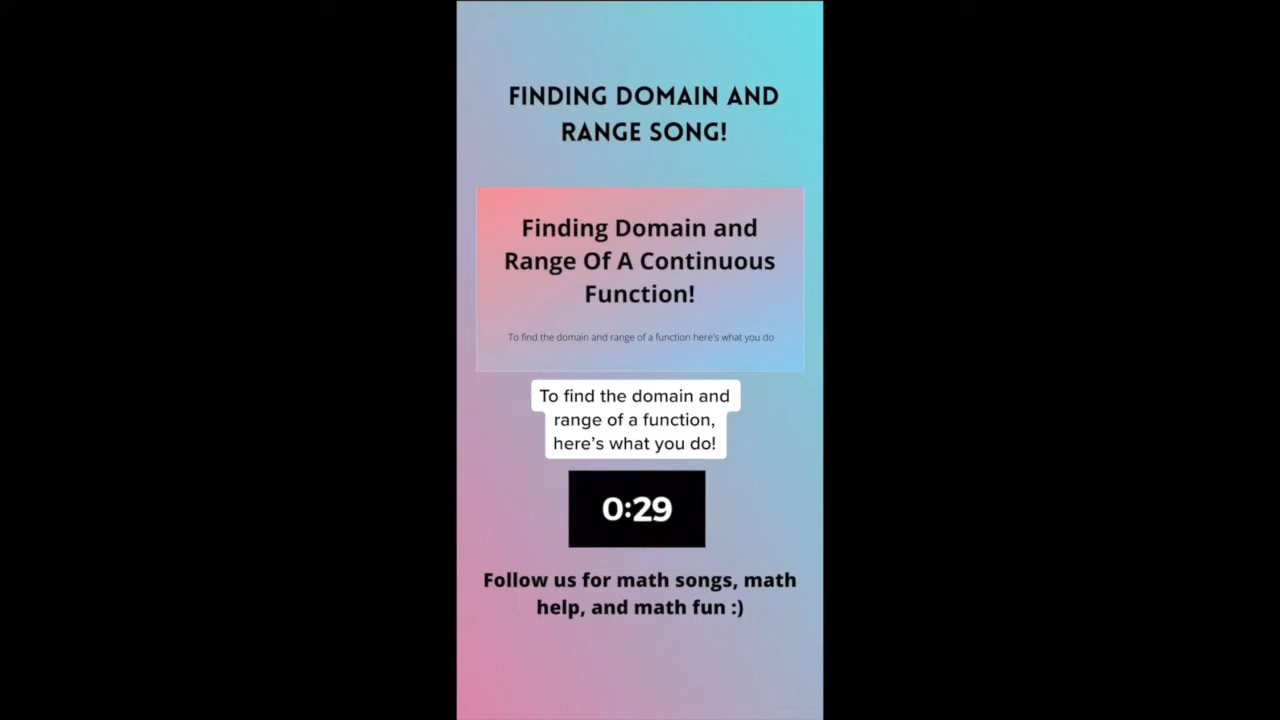 FINDING DOMAIN AND
RANGE SONG!
Finding Domain and
Range Of A Continuous
Function!
To find the domain and range of a function here's what you do
To find the domain and
range of a function,
here's what you do!
0:29
Follow us for math songs, math
help, and math fun :)